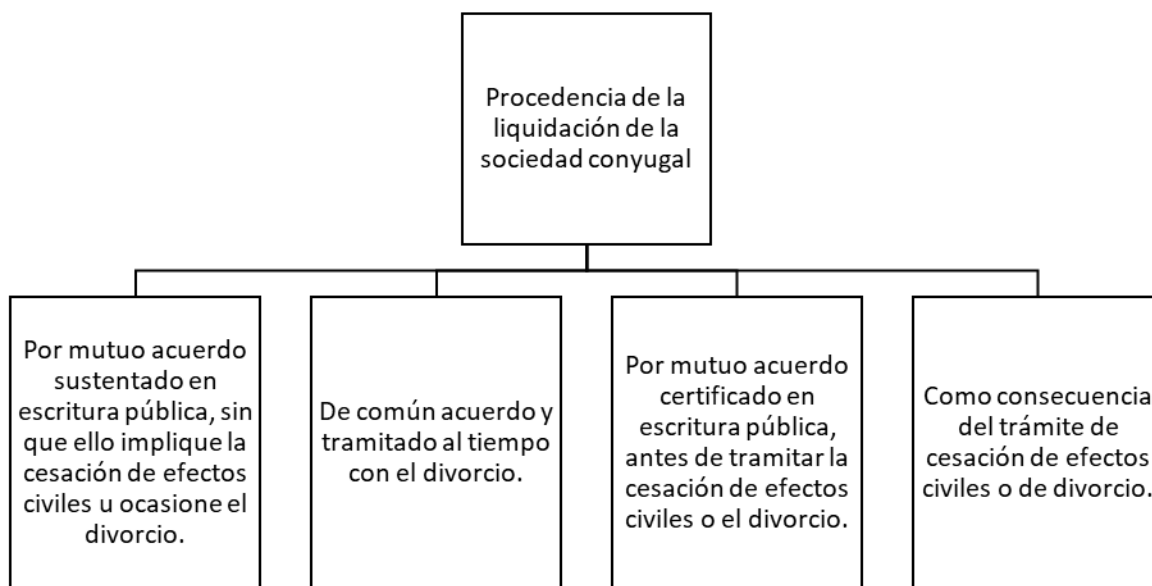 Procedencia de la
liquidación de la
sociedad conyugal
Por mutuo acuerdo
sustentado en
escritura pública, sin
que ello implique la
cesación de efectos
civiles u ocasione el
divorcio.
De común acuerdo y
tramitado al tiempo
con el divorcio.
Por mutuo acuerdo
certificado en
escritura pública,
antes de tramitar la
cesación de efectos
civiles o el divorcio.
Como consecuencia
del trámite de
cesación de efectos
civiles o de divorcio.